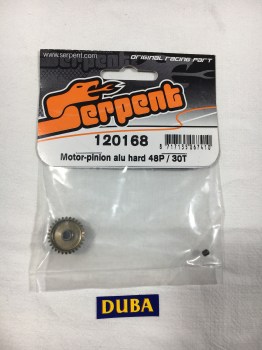 www.serpent.com
ORIGINAL RACING PART
Serpent
120168
Motor-pinion alu hard 48P / 30T
DUBA